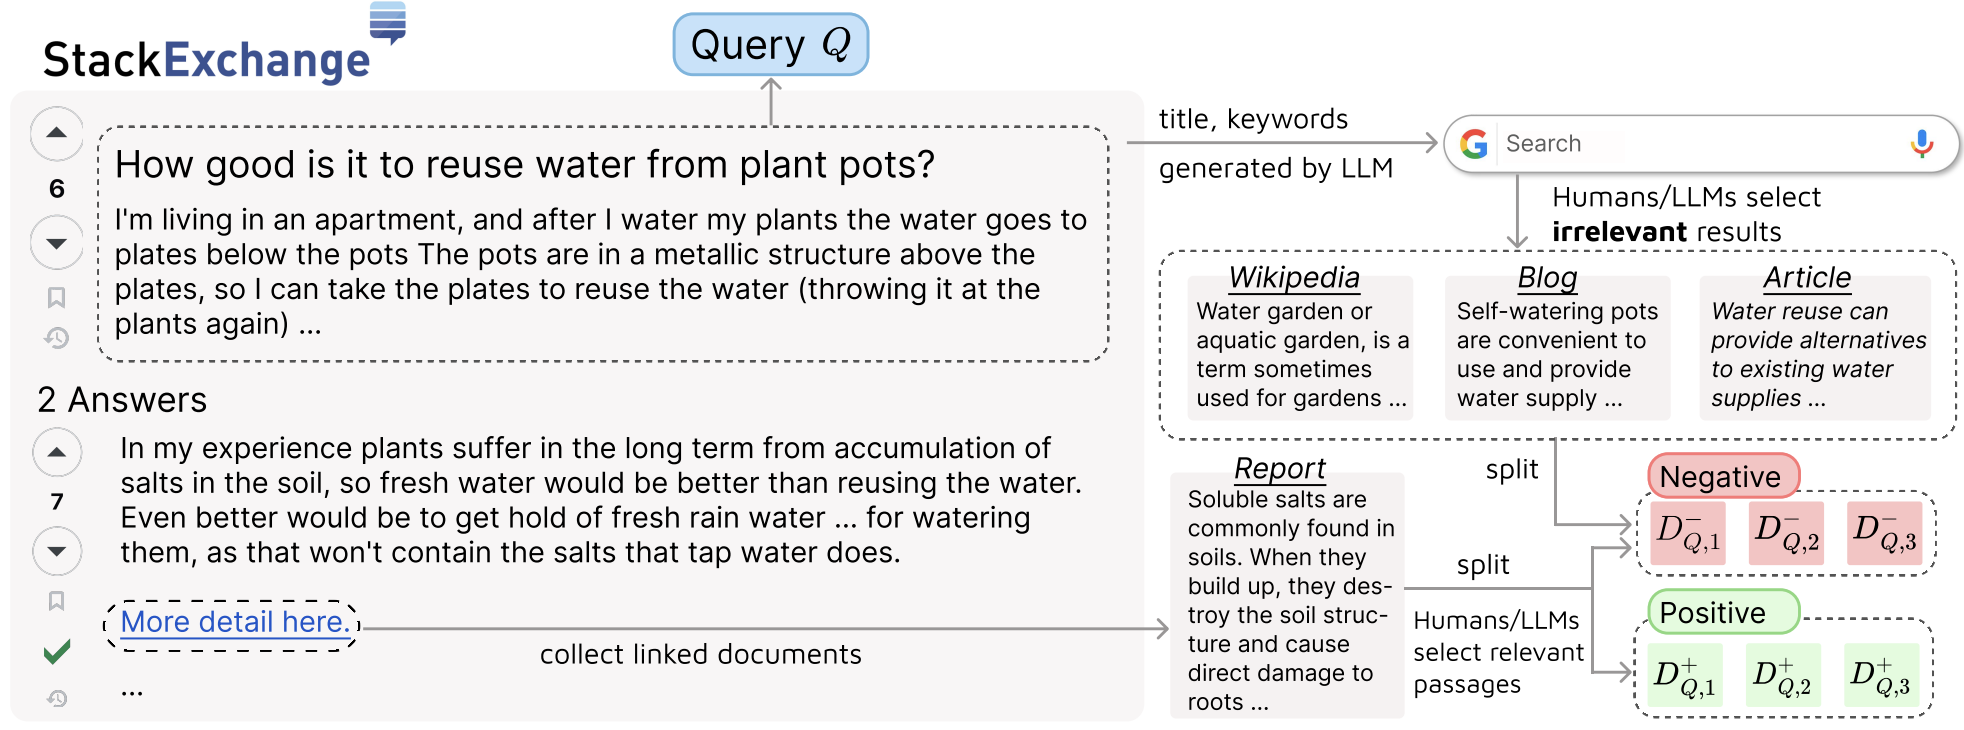 StackExchange
Query Q
6
How good is it to reuse water from plant pots?
I'm living in an apartment, and after I water my plants the water goes to
plates below the pots The pots are in a metallic structure above the
plates, so I can take the plates to reuse the water (throwing it at the
plants again) ...
2 Answers
7
In my experience plants suffer in the long term from accumulation of
salts in the soil, so fresh water would be better than reusing the water.
Even better would be to get hold of fresh rain water ... for watering
them, as that won't contain the salts that tap water does.
More detail here.
...
collect linked documents
title, keywords
generated by LLM
G Search
Humans/LLMs select
irrelevant results
Wikipedia
Water garden or
aquatic garden, is a
term sometimes
used for gardens ...
Blog
Self-watering pots
are convenient to
use and provide
water supply ...
Article
Water reuse can
provide alternatives
to existing water
supplies ...
Report
Soluble salts are
commonly found in
soils. When they
build up, they des-
troy the soil struc-
ture and cause
direct damage to
roots ...
split
split
Humans/LLMs
select relevant
passages
Negative
D⁻Q,1 D⁻Q,2 D⁻Q,3
Positive
D⁺Q,1 D⁺Q,2 D⁺Q,3